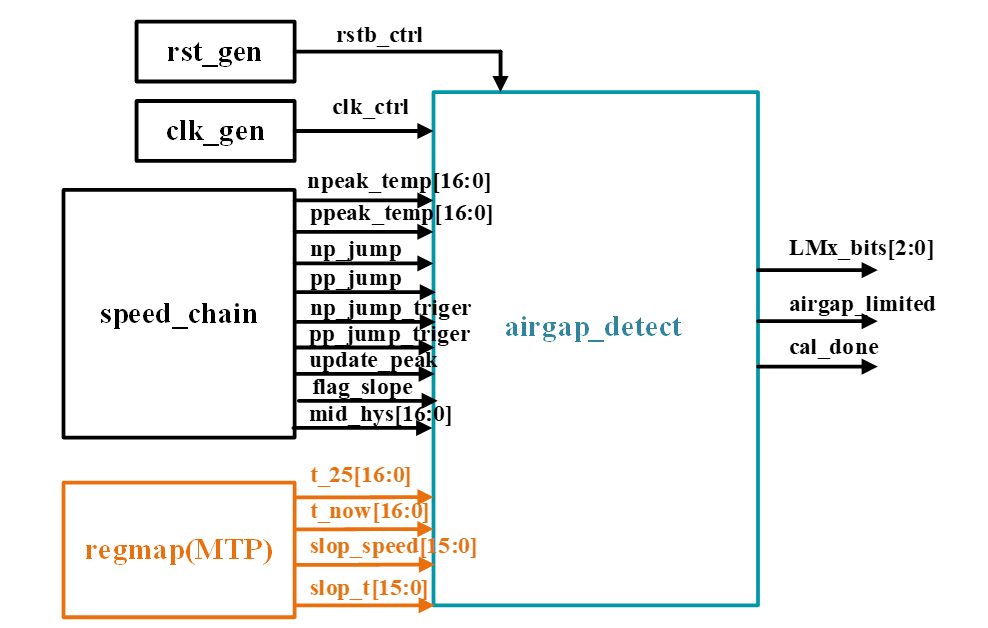 rst_gen
rstb_ctrl
clk_gen
clk_ctrl
speed_chain
npeak_temp[16:0]
ppeak_temp[16:0]
np_jump
pp_jump
np_jump_triger
pp_jump_triger
update_peak
flag_slope
mid_hys[16:0]
regmap(MTP)
t_25[16:0]
t_now[16:0]
slop_speed[15:0]
slop_t[15:0]
airgap_detect
LMx_bits[2:0]
airgap_limited
cal_done